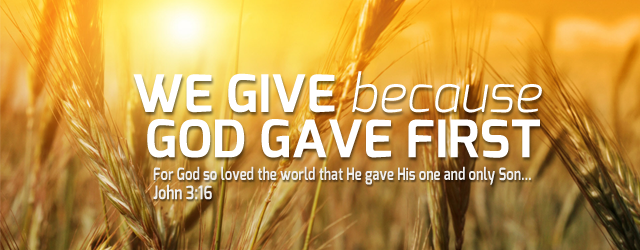 WE GIVE because
GOD GAVE FIRST
For God so loved the world that He gave His one and only Son...
John 3:16